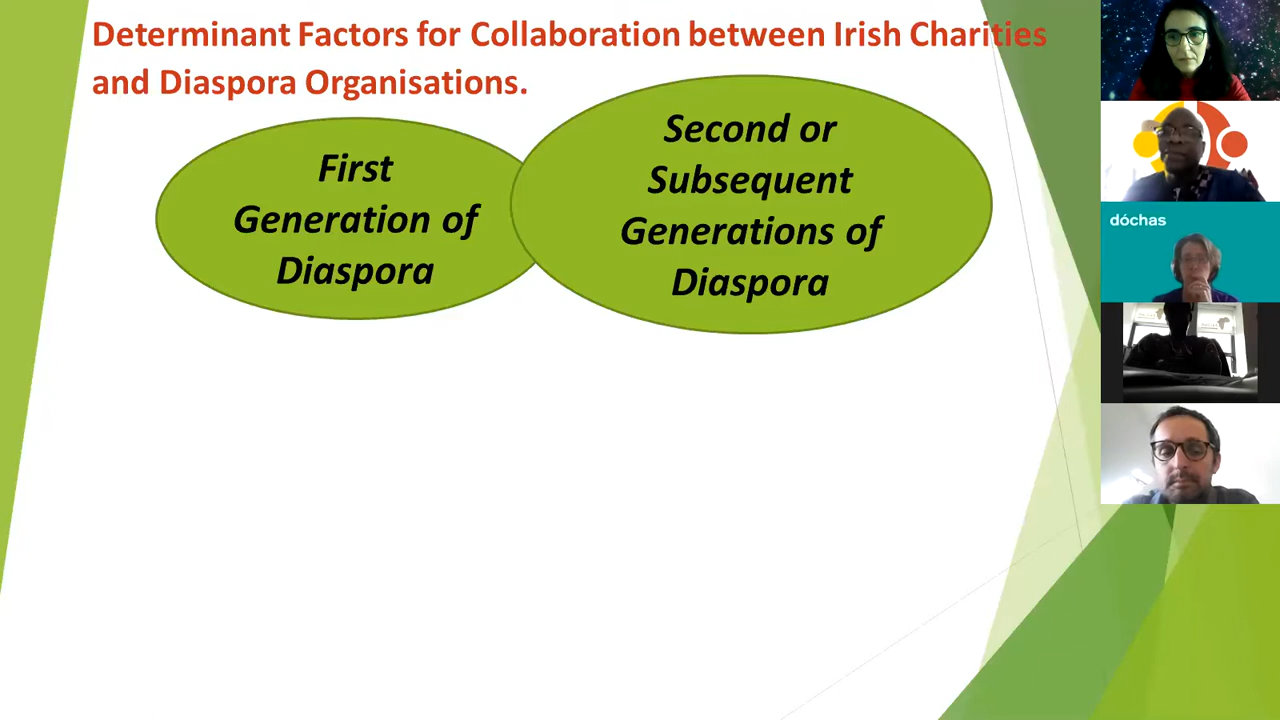 Determinant Factors for Collaboration between Irish Charities
and Diaspora Organisations.
First
Generation of
Diaspora
Second or
Subsequent
Generations of
Diaspora
dóchas